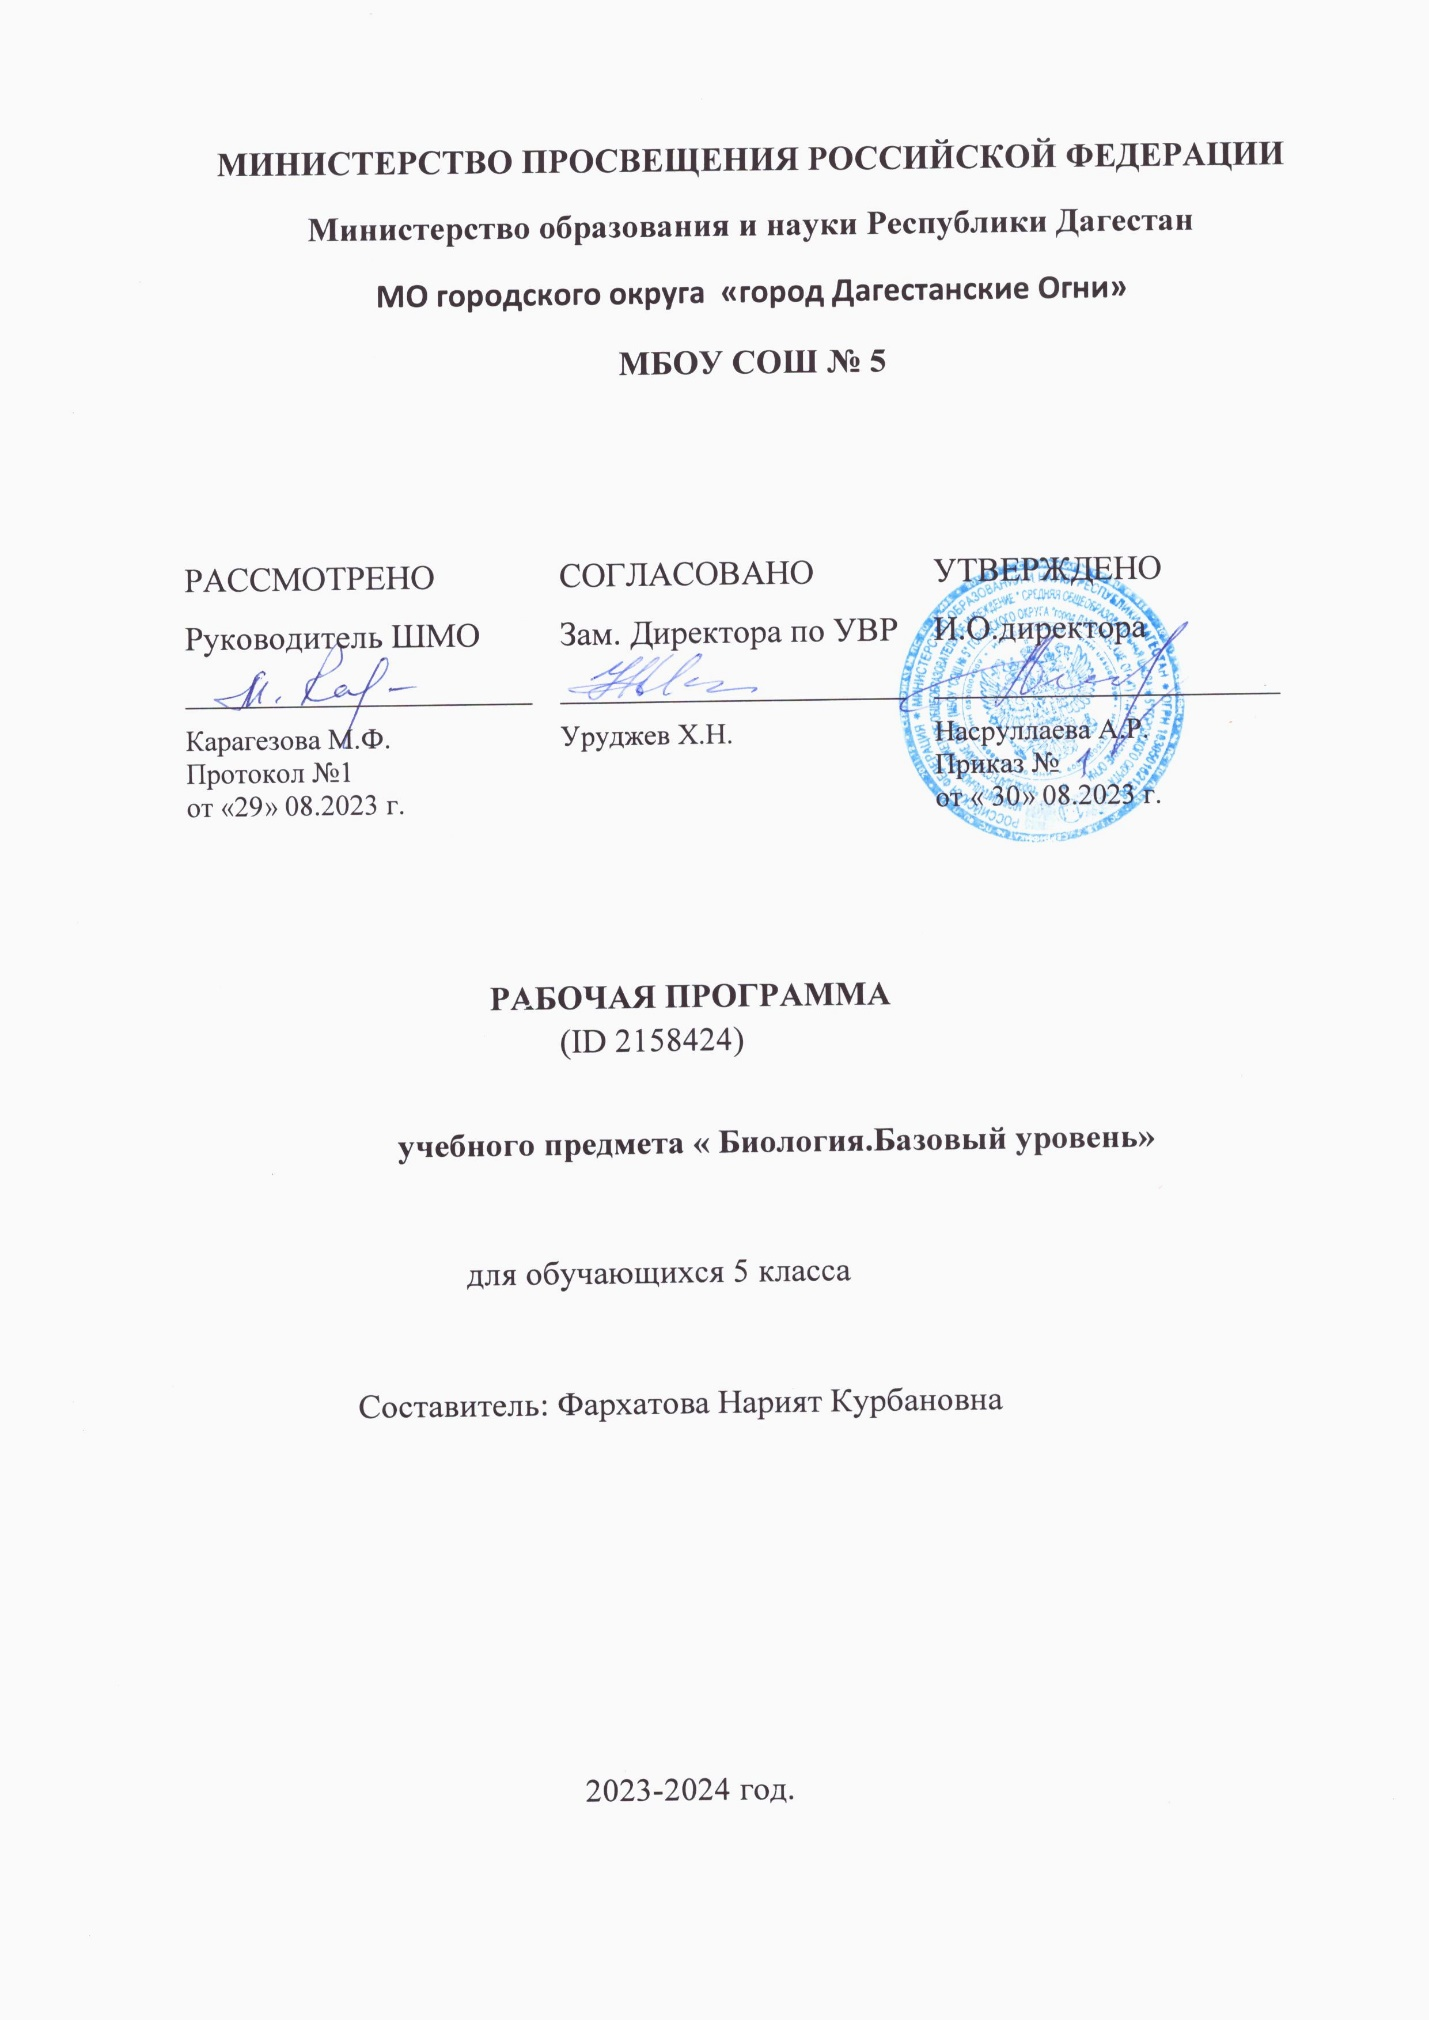 МИНИСТЕРСТВО ПРОСВЕЩЕНИЯ РОССИЙСКОЙ ФЕДЕРАЦИИ
Министерство образования и науки Республики Дагестан
МО городского округа «город Дагестанские Огни»
МБОУ СОШ № 5
РАССМОТРЕНО
Руководитель ШМО
Карагезова М.Ф.
Протокол №1
от «29» 08.2023 г.
СОГЛАСОВАНО
Зам. Директора по УВР
Уруджев Х.Н.
УТВЕРЖДЕНО
И.О.директора
Насруллаева А.Р.
Приказ № 1
от « 30» 08.2023 г.
РАБОЧАЯ ПРОГРАММА
(ID 2158424)
учебного предмета « Биология.Базовый уровень»
для обучающихся 5 класса
Составитель: Фархатова Нарият Курбановна
2023-2024 год.